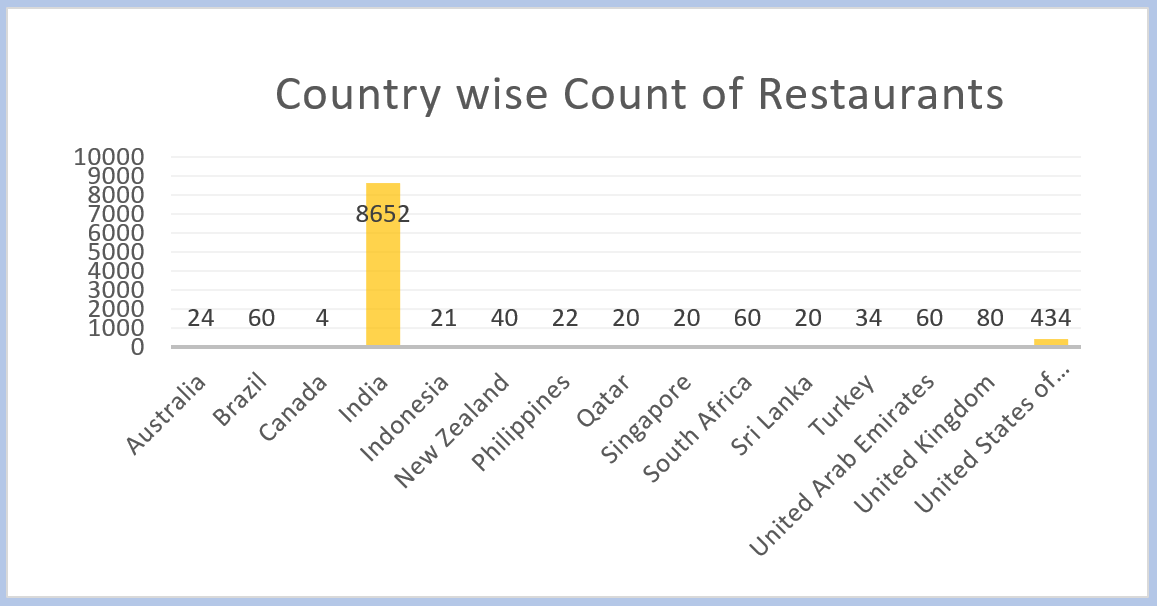 Country wise Count of Restaurants
10000
9000
8000
7000
6000
5000
4000
3000
2000
1000
0
8652
24 60 4 21 40 22 20 20 60 20 34 60 80 434
Australia
Brazil
Canada
India
Indonesia
New Zealand
Philippines
Qatar
Singapore
South Africa
Sri Lanka
Turkey
United Arab Emirates
United Kingdom
United States of...